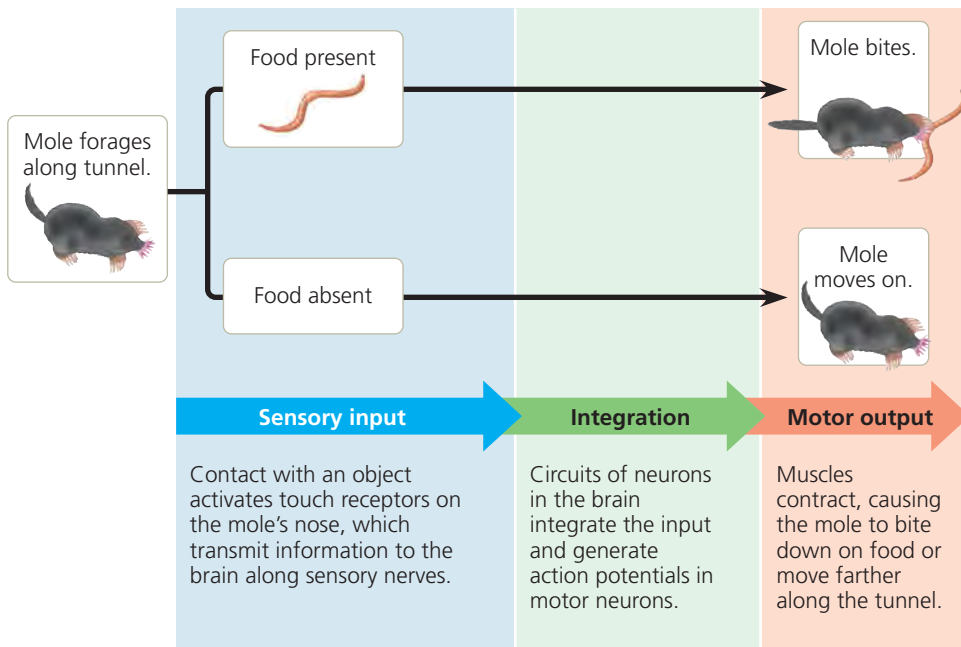 Mole forages
along tunnel.
Food present
Mole bites.
Food absent
Mole
moves on.
Sensory input
Integration
Motor output
Contact with an object
activates touch receptors on
the mole’s nose, which
transmit information to the
brain along sensory nerves.
Circuits of neurons
in the brain
integrate the input
and generate
action potentials in
motor neurons.
Muscles
contract, causing
the mole to bite
down on food or
move farther
along the tunnel.